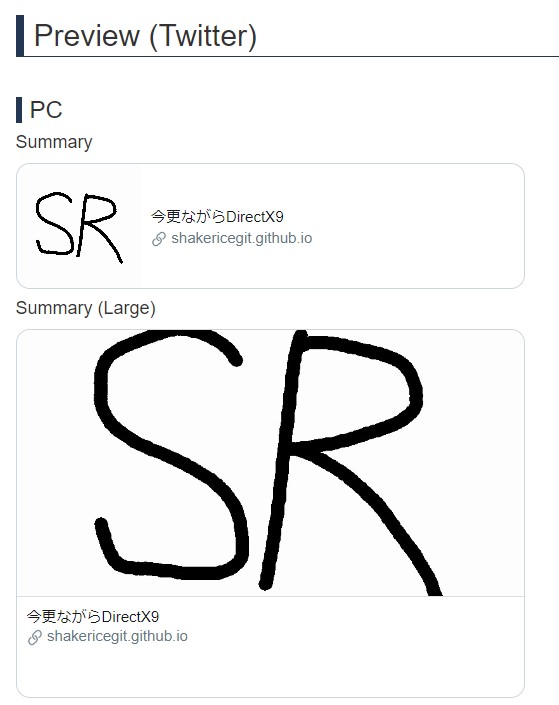 Preview (Twitter)
PC
Summary
SR
今更ながらDirectX9
shakericegit.github.io
Summary (Large)
SR
今更ながらDirectX9
shakericegit.github.io